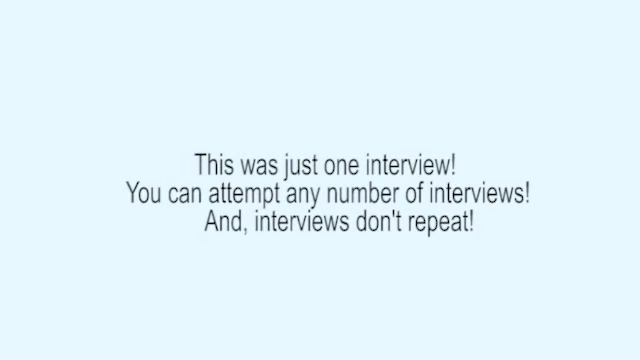 This was just one interview!
You can attempt any number of interviews!
And, interviews don't repeat!